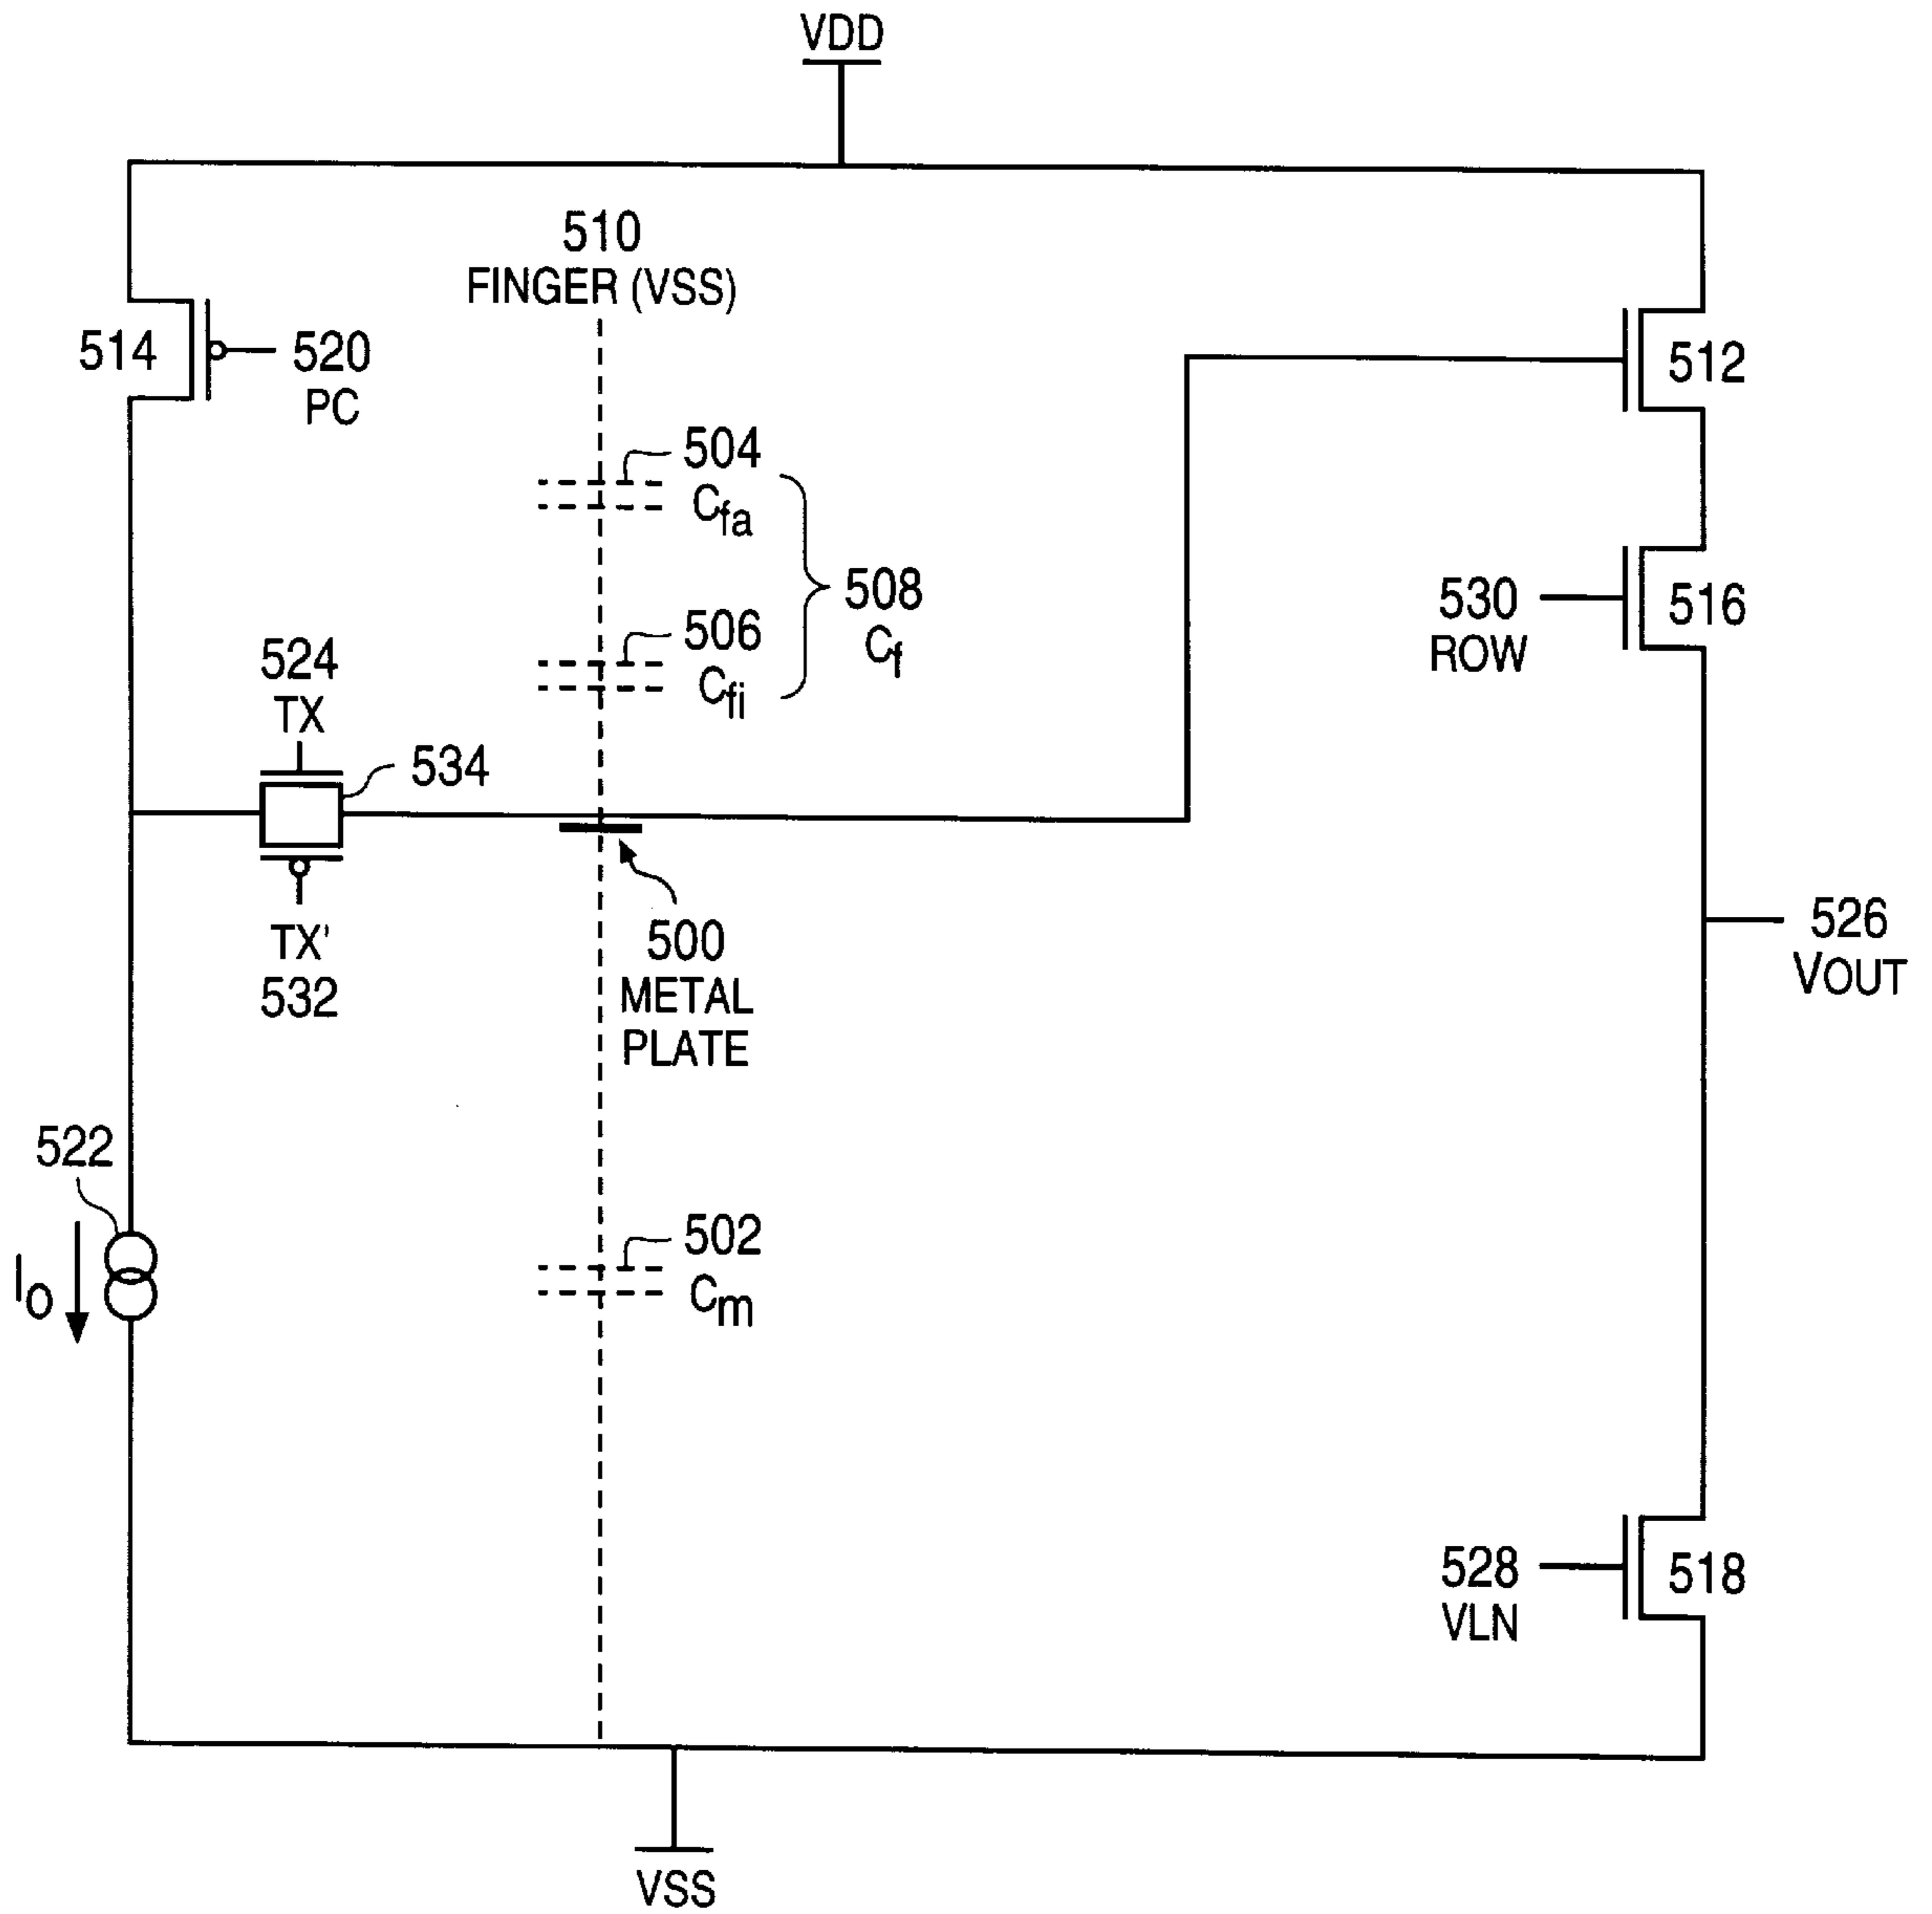 VDD
510
FINGER (VSS)
514
520
PC
512
504
Cfa
508
Cf
506
Cfi
530
ROW
516
524
TX
534
TX'
532
500
METAL
PLATE
526
VOUT
522
IO
502
Cm
528
VLN
518
VSS